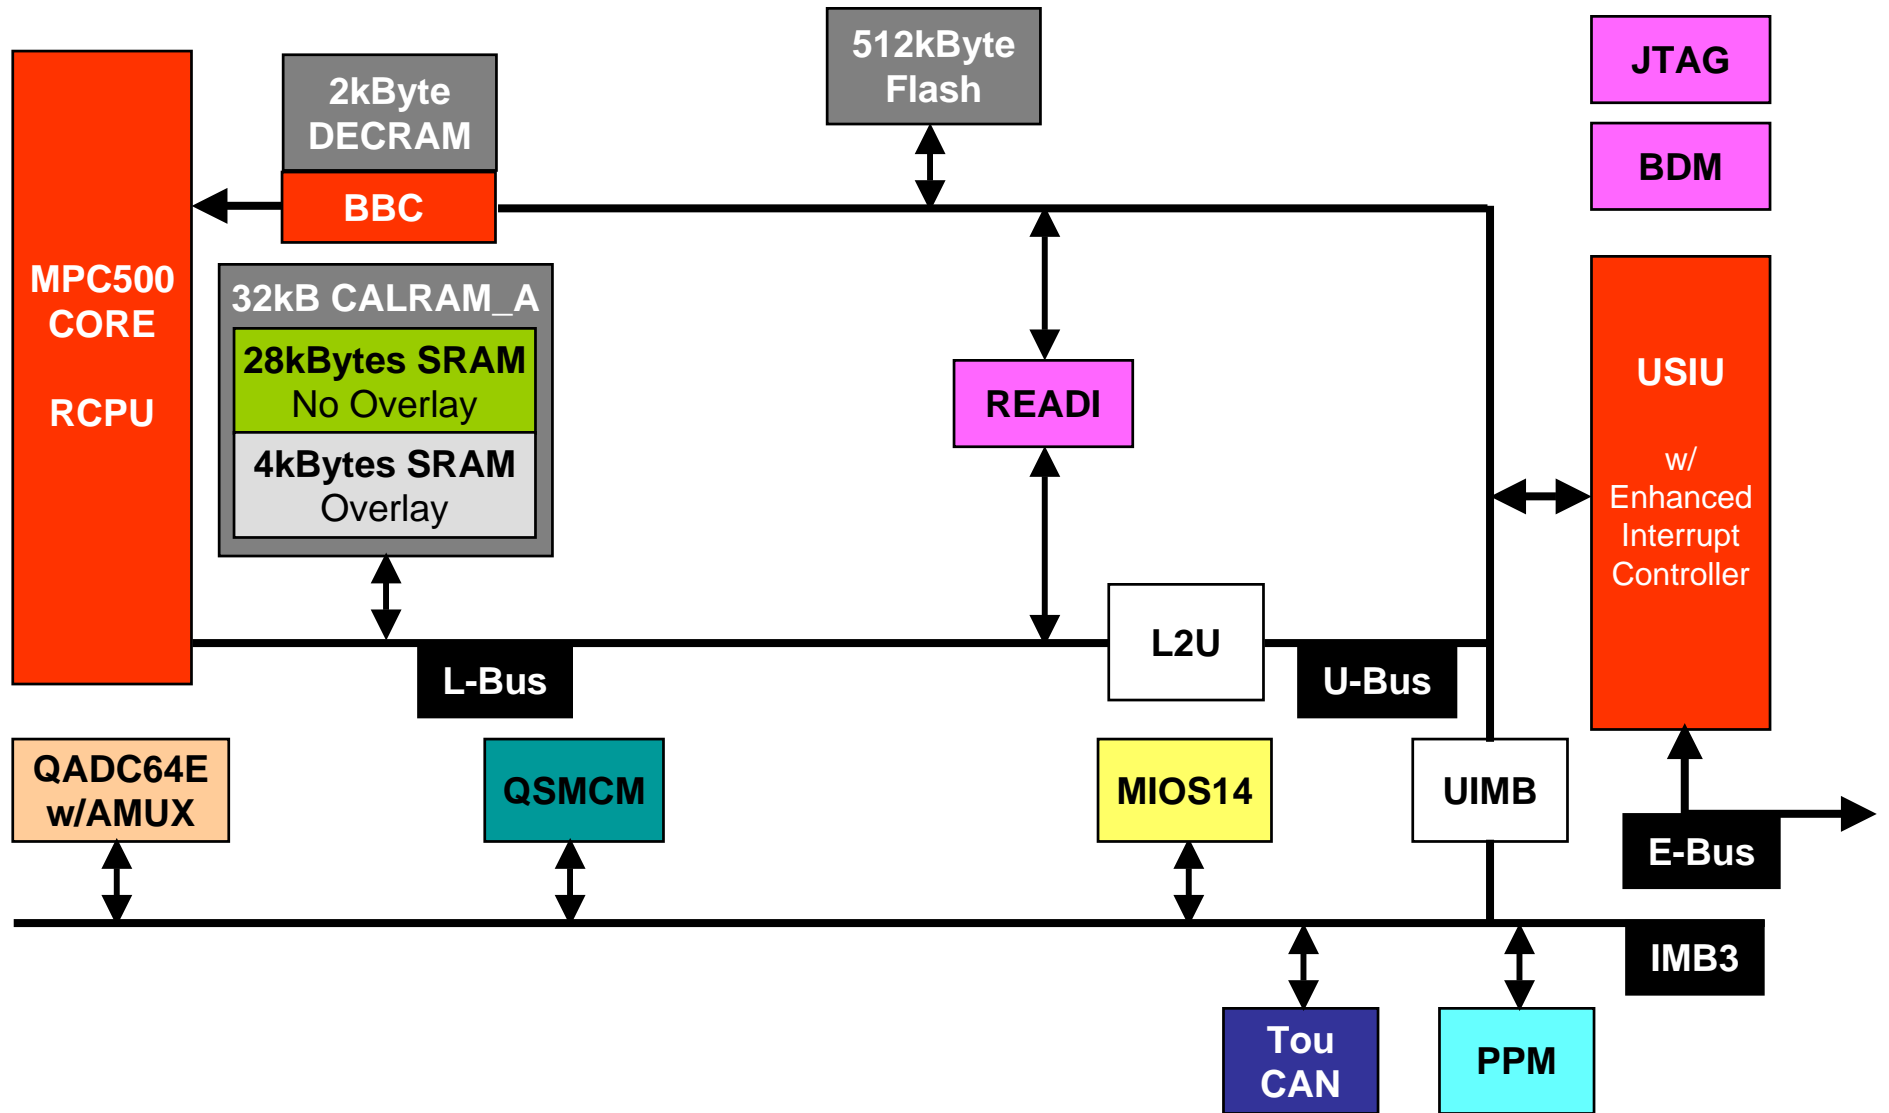 512kByte
Flash
JTAG
2kByte
DECRAM
BDM
BBC
MPC500
CORE
RCPU
32kB CALRAM_A
28kBytes SRAM
No Overlay
4kBytes SRAM
Overlay
READI
USIU
w/
Enhanced
Interrupt
Controller
L2U
L-Bus
U-Bus
QADC64E
w/AMUX
QSMCM
MIOS14
UIMB
E-Bus
IMB3
Tou
CAN
PPM